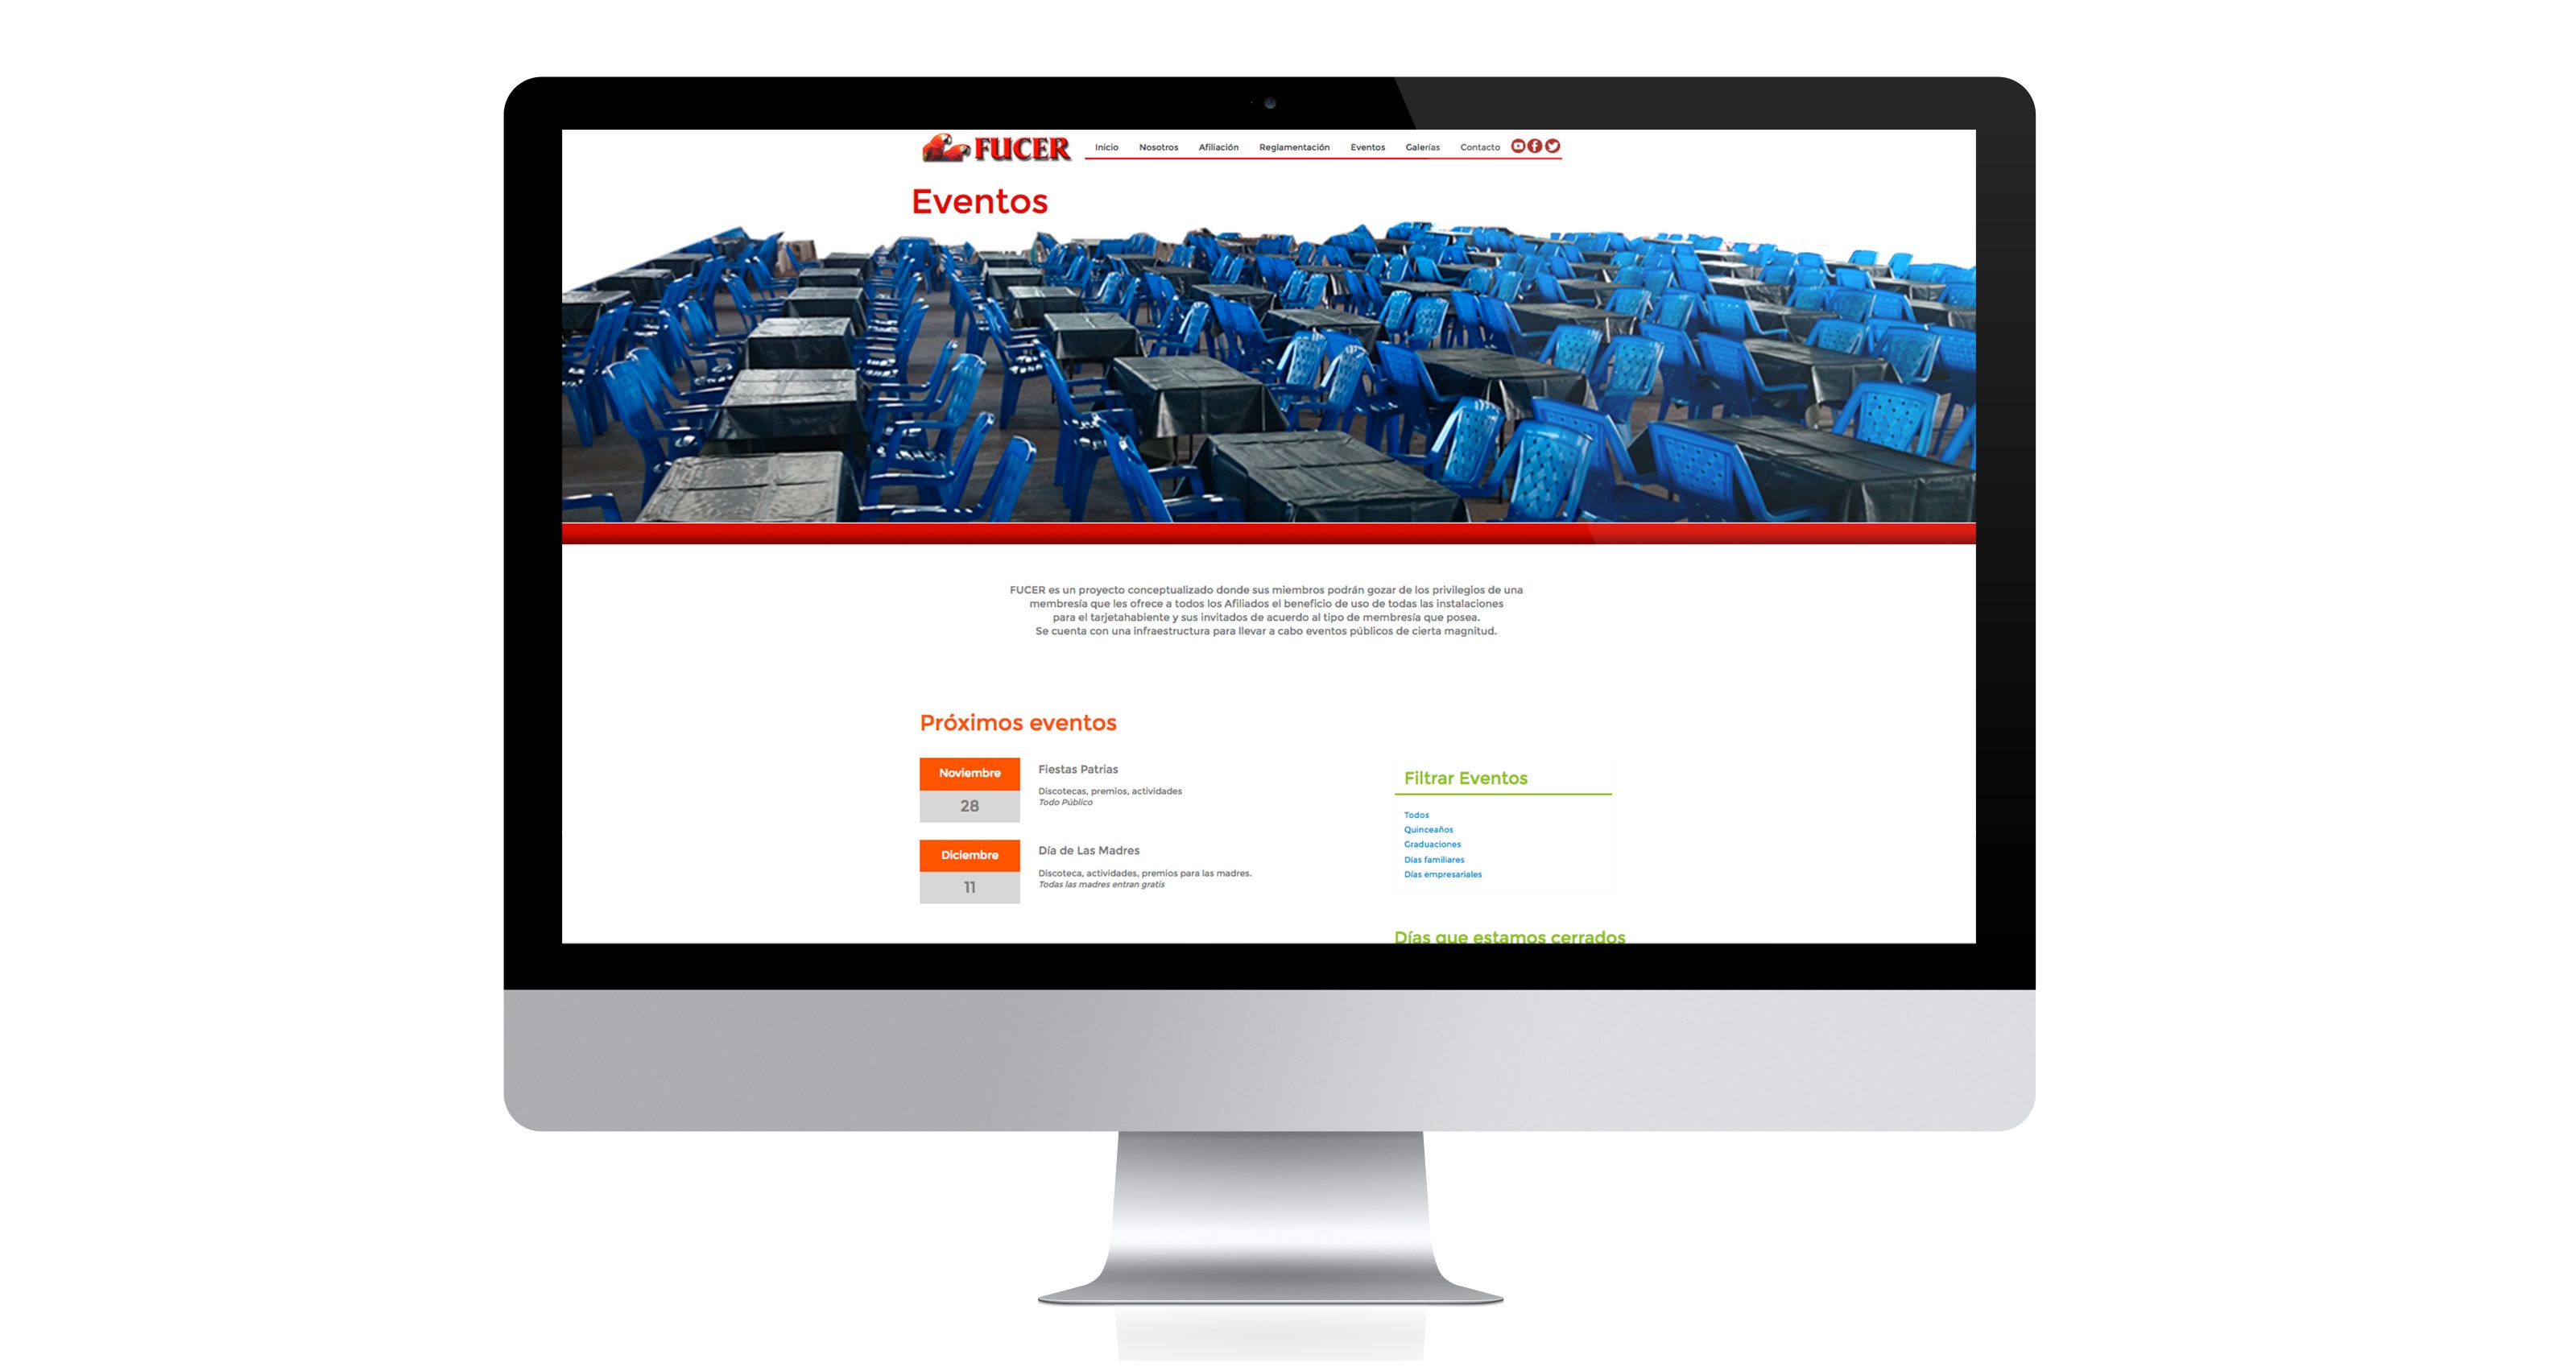 FUCER
Inicio Nosotros Afiliación Reglamentación Eventos Galerías Contacto
Eventos
FUCER es un proyecto conceptualizado donde sus miembros podrán gozar de los privilegios de una
membresía que les ofrece a todos los Afiliados el beneficio de uso de todas las instalaciones
para el tarjetahabiente y sus invitados de acuerdo al tipo de membresía que posea.
Se cuenta con una infraestructura para llevar a cabo eventos públicos de cierta magnitud.
Próximos eventos
Noviembre
28
Fiestas Patrias
Discotecas, premios, actividades
Todo Público
Diciembre
11
Día de Las Madres
Discoteca, actividades, premios para las madres.
Todas las madres entran gratis
Filtrar Eventos
Todos
Quinceaños
Graduaciones
Días familiares
Días empresariales
Días que estamos cerrados